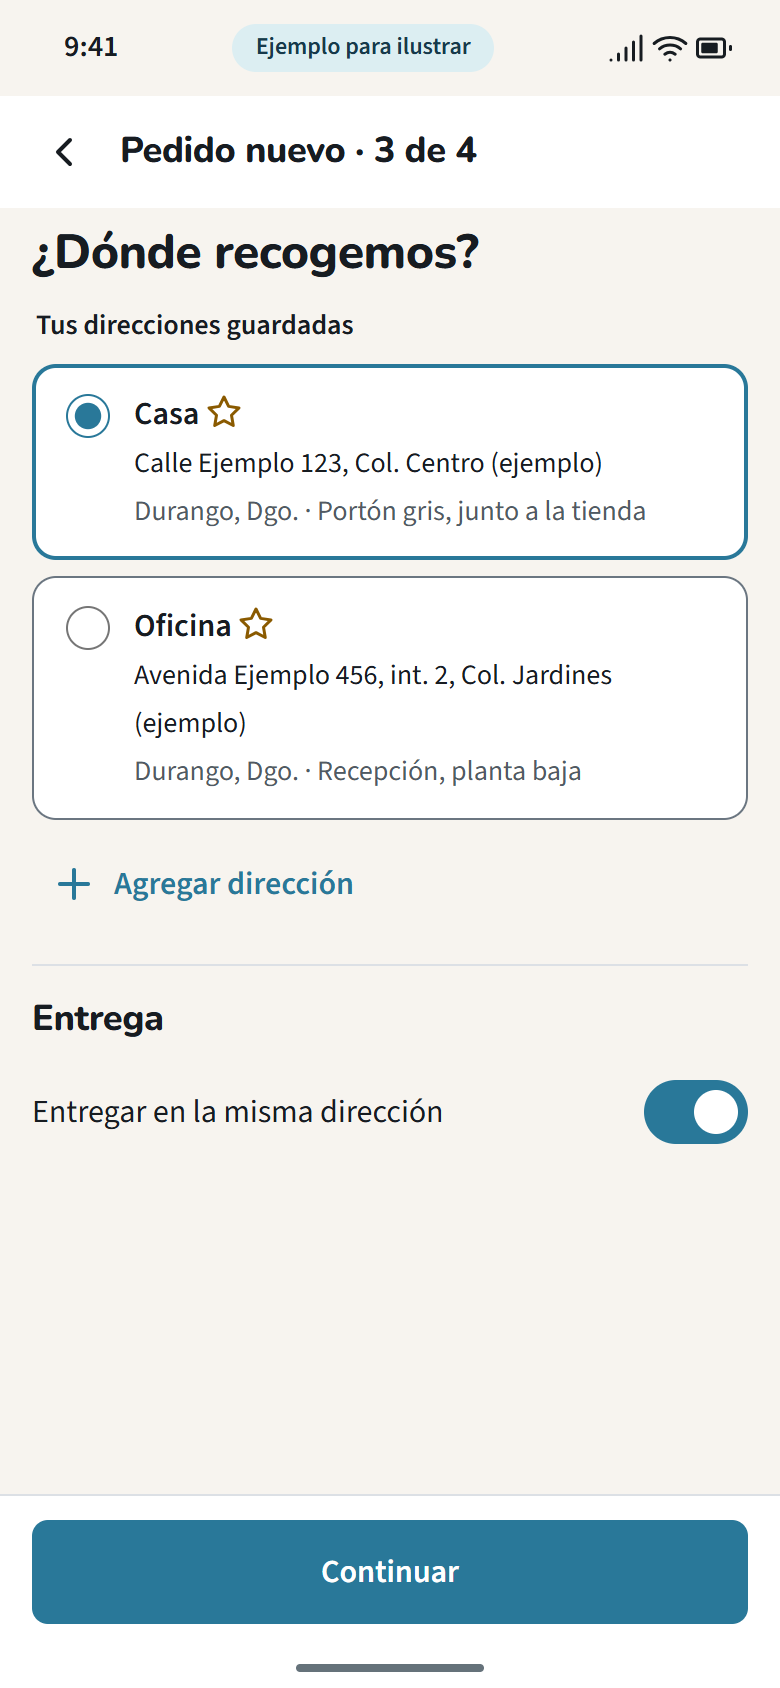 9:41
Ejemplo para ilustrar
Pedido nuevo · 3 de 4
¿Dónde recogemos?
Tus direcciones guardadas
Casa
Calle Ejemplo 123, Col. Centro (ejemplo)
Durango, Dgo. · Portón gris, junto a la tienda
Oficina
Avenida Ejemplo 456, int. 2, Col. Jardines
(ejemplo)
Durango, Dgo. · Recepción, planta baja
Agregar dirección
Entrega
Entregar en la misma dirección
Continuar